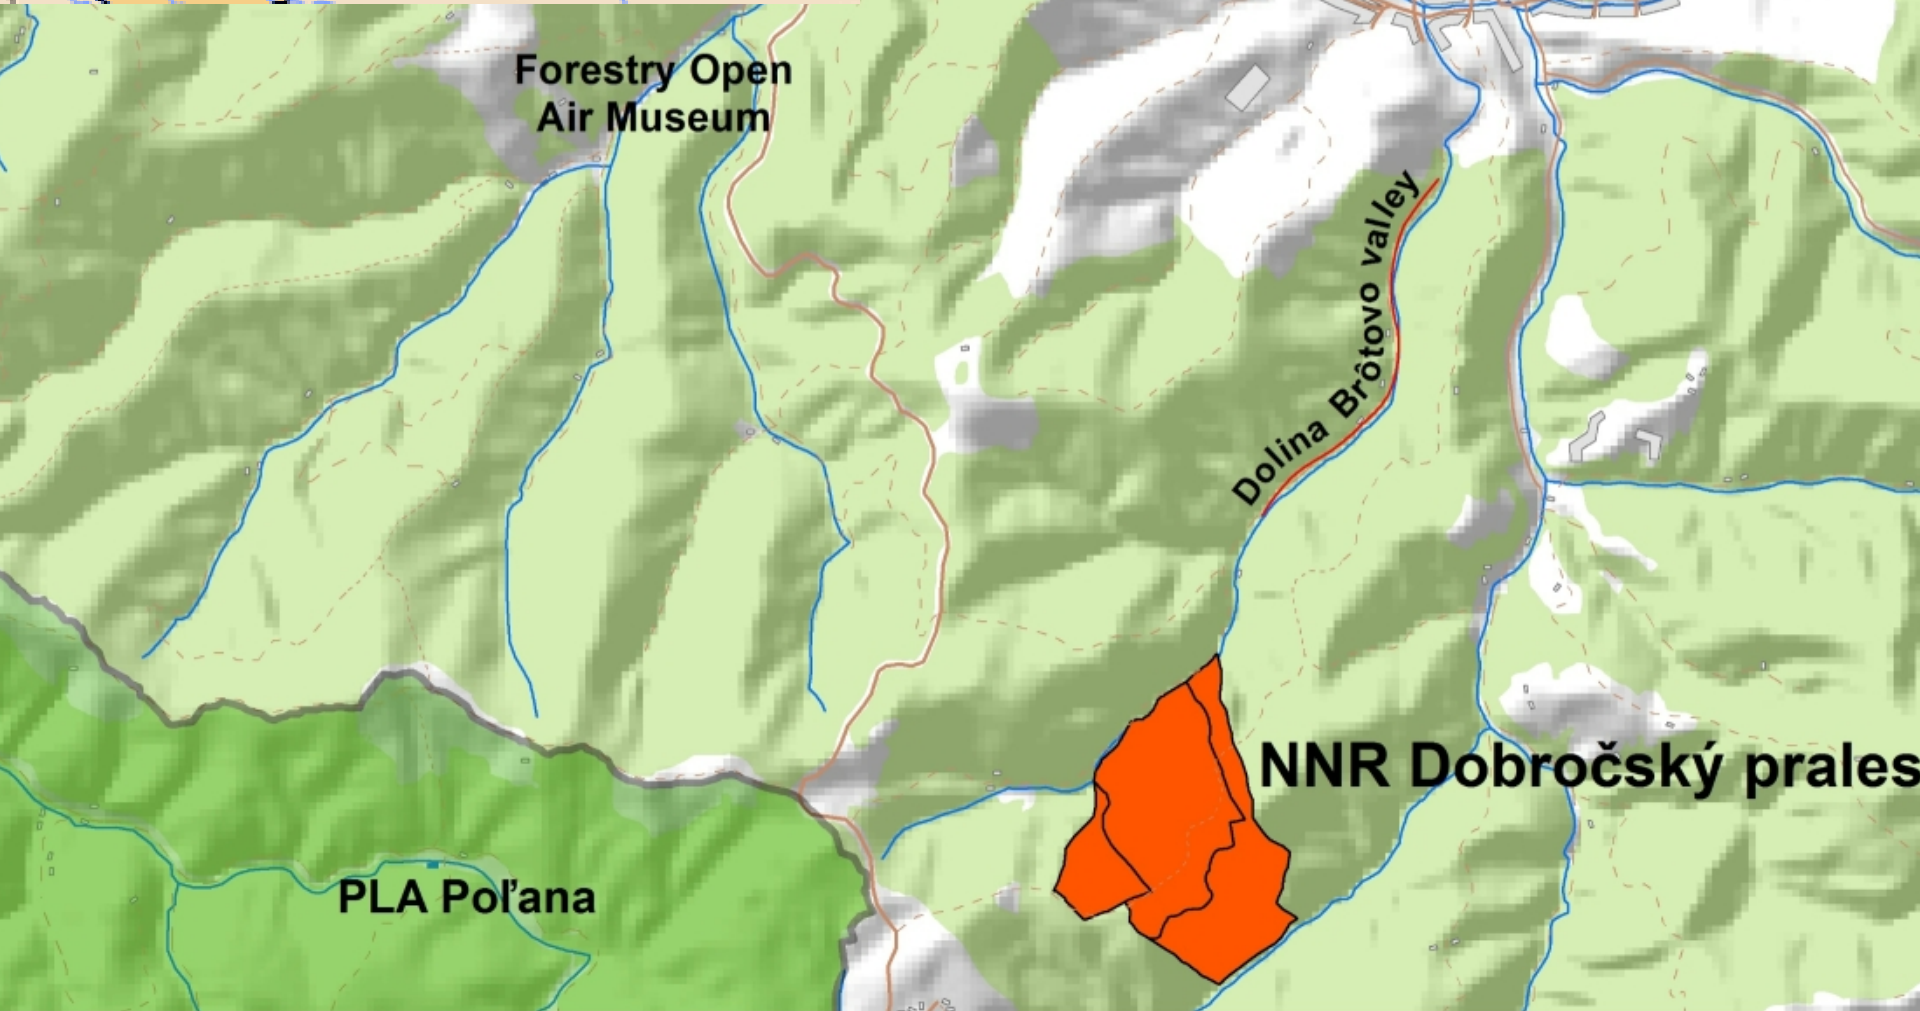 Forestry Open
Air Museum
Dolina Brôtovo valley
NNR Dobročský prales
PLA Poľana